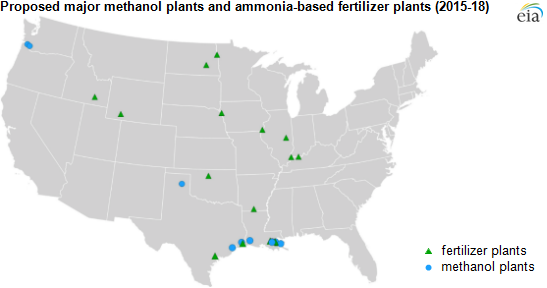 Proposed major methanol plants and ammonia-based fertilizer plants (2015-18)
eia
fertilizer plants
methanol plants